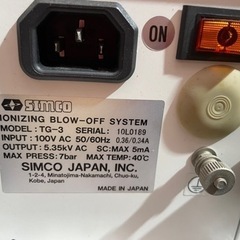 ON
SIMCO
IONIZING BLOW-OFF SYSTEM
MODEL: TG-3 SERIAL: 10L0189
INPUT: 100V AC 50/60Hz 0.36/0.34A
OUTPUT: 5.35kV AC SC:MAX 5mA
MAX PRESS: 7bar MAX TEMP: 40℃
SIMCO JAPAN, INC.
1-2-4, Minatojima-Nakamachi, Chuo-ku,
Kobe, Japan
MADE IN JAPAN